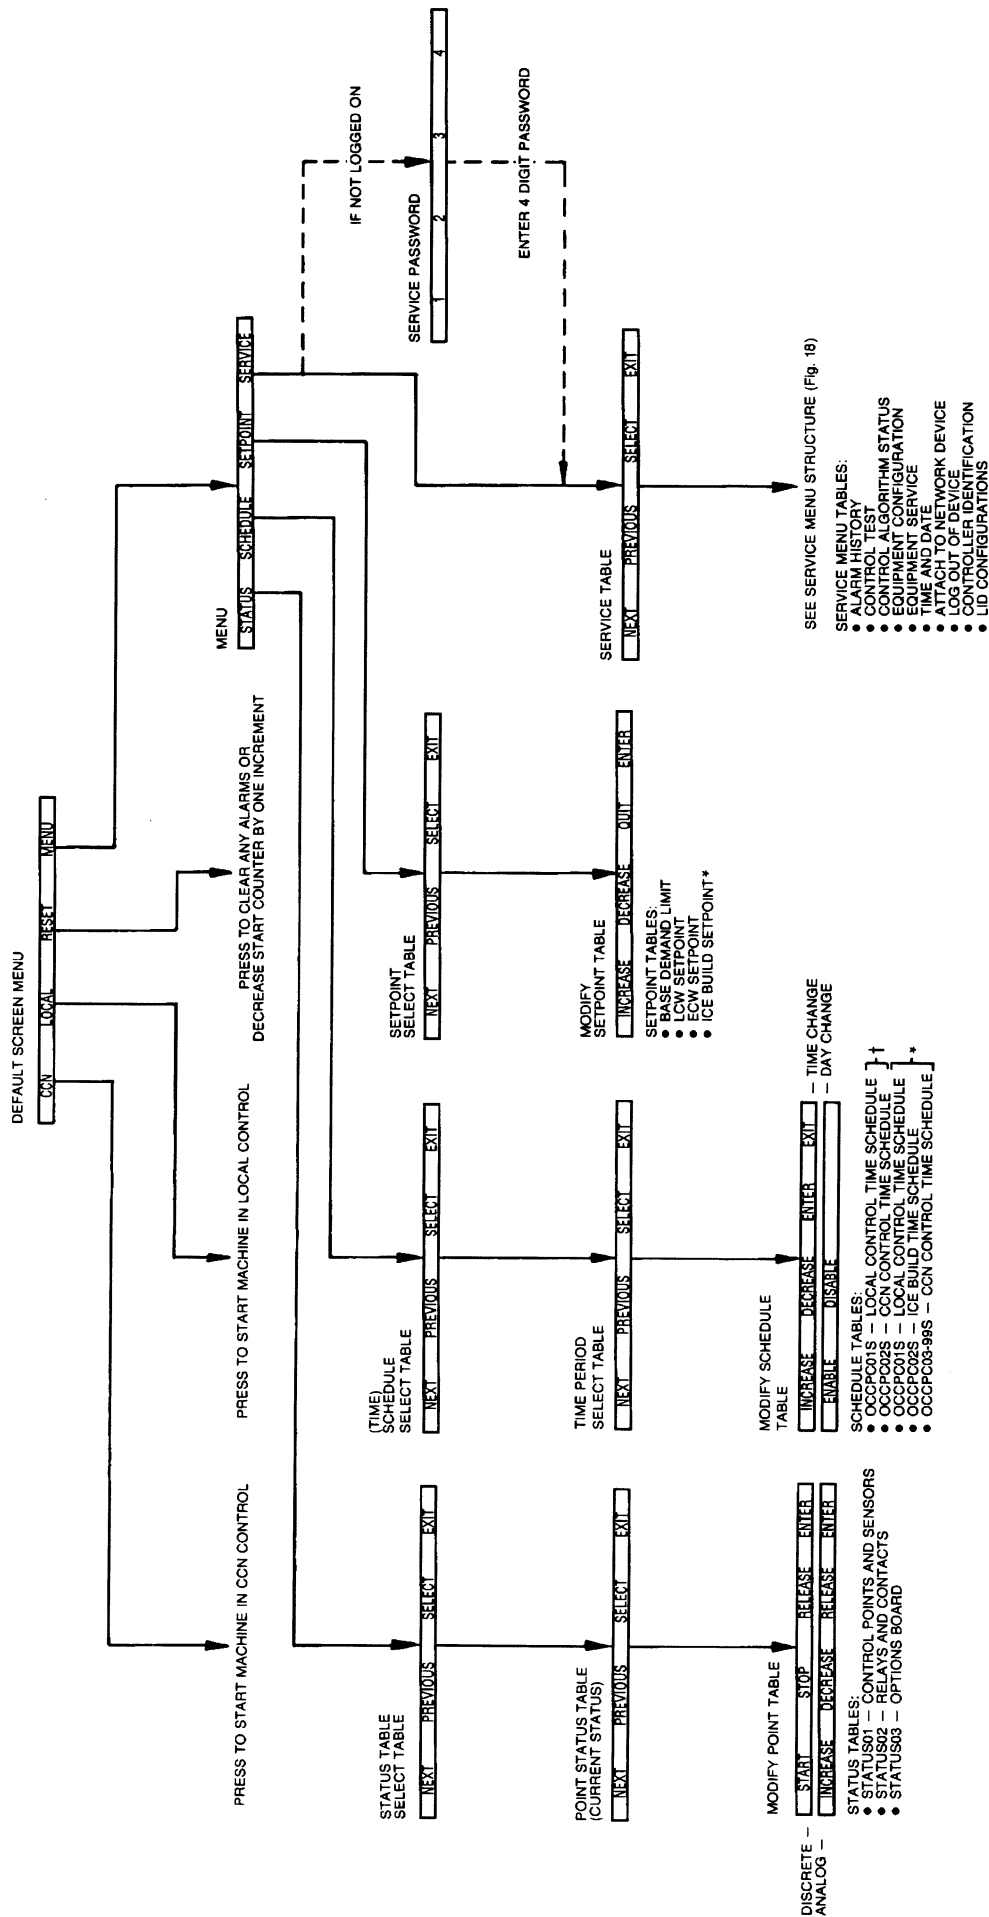 DEFAULT SCREEN MENU
CCN LOCAL RESET MENU
PRESS TO START MACHINE IN CCN CONTROL
PRESS TO START MACHINE IN LOCAL CONTROL
PRESS TO CLEAR ANY ALARMS OR
DECREASE START COUNTER BY ONE INCREMENT
MENU
STATUS SCHEDULE SETPOINT SERVICE
IF NOT LOGGED ON
SERVICE PASSWORD
1 2 3 4
ENTER 4 DIGIT PASSWORD
STATUS TABLE
SELECT TABLE
NEXT PREVIOUS SELECT EXIT
POINT STATUS TABLE
(CURRENT STATUS)
NEXT PREVIOUS SELECT EXIT
MODIFY POINT TABLE
DISCRETE – START STOP RELEASE ENTER
ANALOG – INCREASE DECREASE RELEASE ENTER
STATUS TABLES:
● STATUS01 – CONTROL POINTS AND SENSORS
● STATUS02 – RELAYS AND CONTACTS
● STATUS03 – OPTIONS BOARD
(TIME)
SCHEDULE
SELECT TABLE
NEXT PREVIOUS SELECT EXIT
TIME PERIOD
SELECT TABLE
NEXT PREVIOUS SELECT EXIT
MODIFY SCHEDULE
TABLE
INCREASE DECREASE ENTER EXIT – TIME CHANGE
ENABLE DISABLE – DAY CHANGE
SCHEDULE TABLES:
● OCCPC01S – LOCAL CONTROL TIME SCHEDULE
● OCCPC02S – CCN CONTROL TIME SCHEDULE
†
● OCCPC01S – LOCAL CONTROL TIME SCHEDULE
● OCCPC02S – ICE BUILD TIME SCHEDULE
● OCCPC03-99S – CCN CONTROL TIME SCHEDULE
*
SETPOINT
SELECT TABLE
NEXT PREVIOUS SELECT EXIT
MODIFY
SETPOINT TABLE
INCREASE DECREASE QUIT ENTER
SETPOINT TABLES:
● BASE DEMAND LIMIT
● LCW SETPOINT
● ECW SETPOINT
● ICE BUILD SETPOINT*
SERVICE TABLE
NEXT PREVIOUS SELECT EXIT
SEE SERVICE MENU STRUCTURE (Fig. 18)
SERVICE MENU TABLES:
● ALARM HISTORY
● CONTROL TEST
● CONTROL ALGORITHM STATUS
● EQUIPMENT CONFIGURATION
● EQUIPMENT SERVICE
● TIME AND DATE
● ATTACH TO NETWORK DEVICE
● LOG OUT OF DEVICE
● CONTROLLER IDENTIFICATION
● LID CONFIGURATIONS